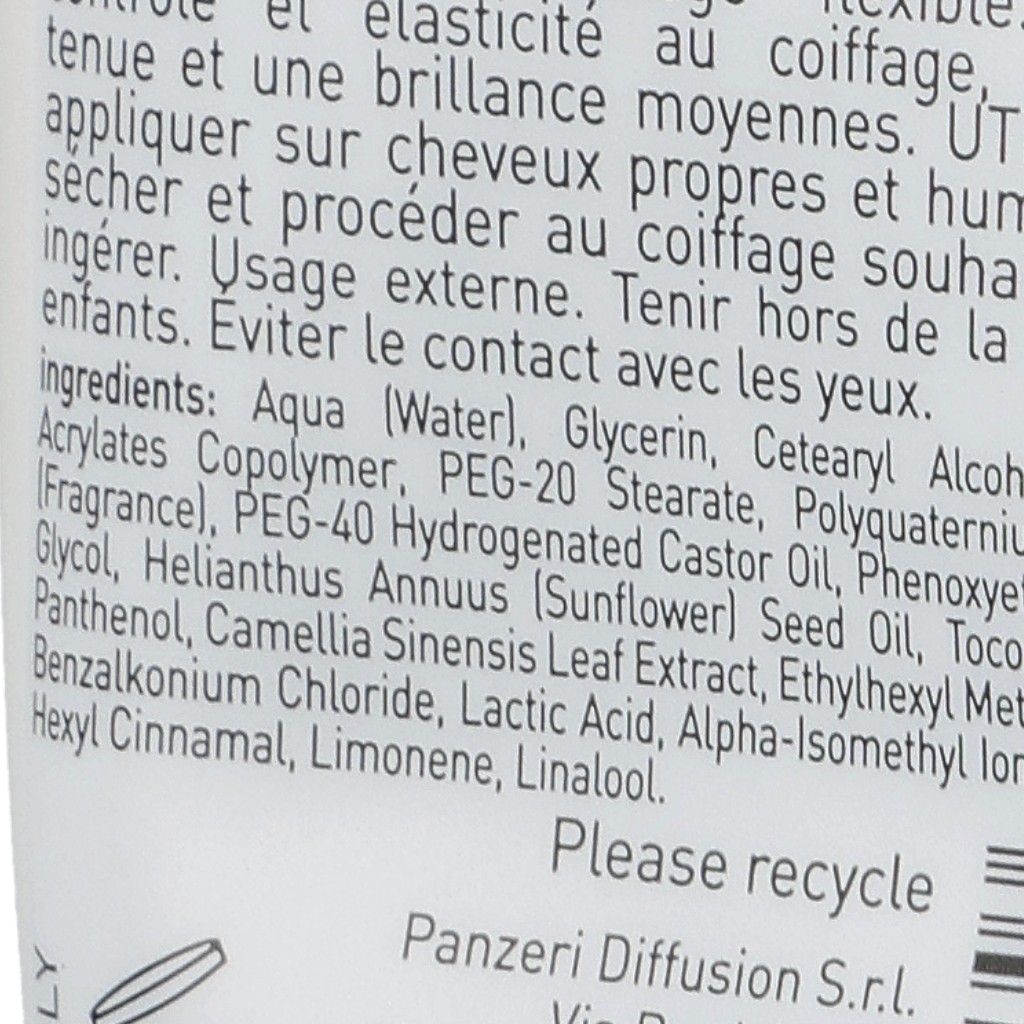 et élasticité au coiffage,
tenue et une brillance moyennes. UT
appliquer sur cheveux propres et hum
sécher et procéder au coiffage souha
ingérer. Usage externe. Tenir hors de la
enfants. Éviter le contact avec les yeux.
ingredients: Aqua (Water), Glycerin, Cetearyl Alcoh
Acrylates Copolymer, PEG-20 Stearate, Polyquaterniu
(Fragrance), PEG-40 Hydrogenated Castor Oil, Phenoxyet
Glycol, Helianthus Annuus (Sunflower) Seed Oil, Toco
Panthenol, Camellia Sinensis Leaf Extract, Ethylhexyl Met
Benzalkonium Chloride, Lactic Acid, Alpha-Isomethyl Ion
Hexyl Cinnamal, Limonene, Linalool.
Please recycle
Panzeri Diffusion S.r.l.
LY